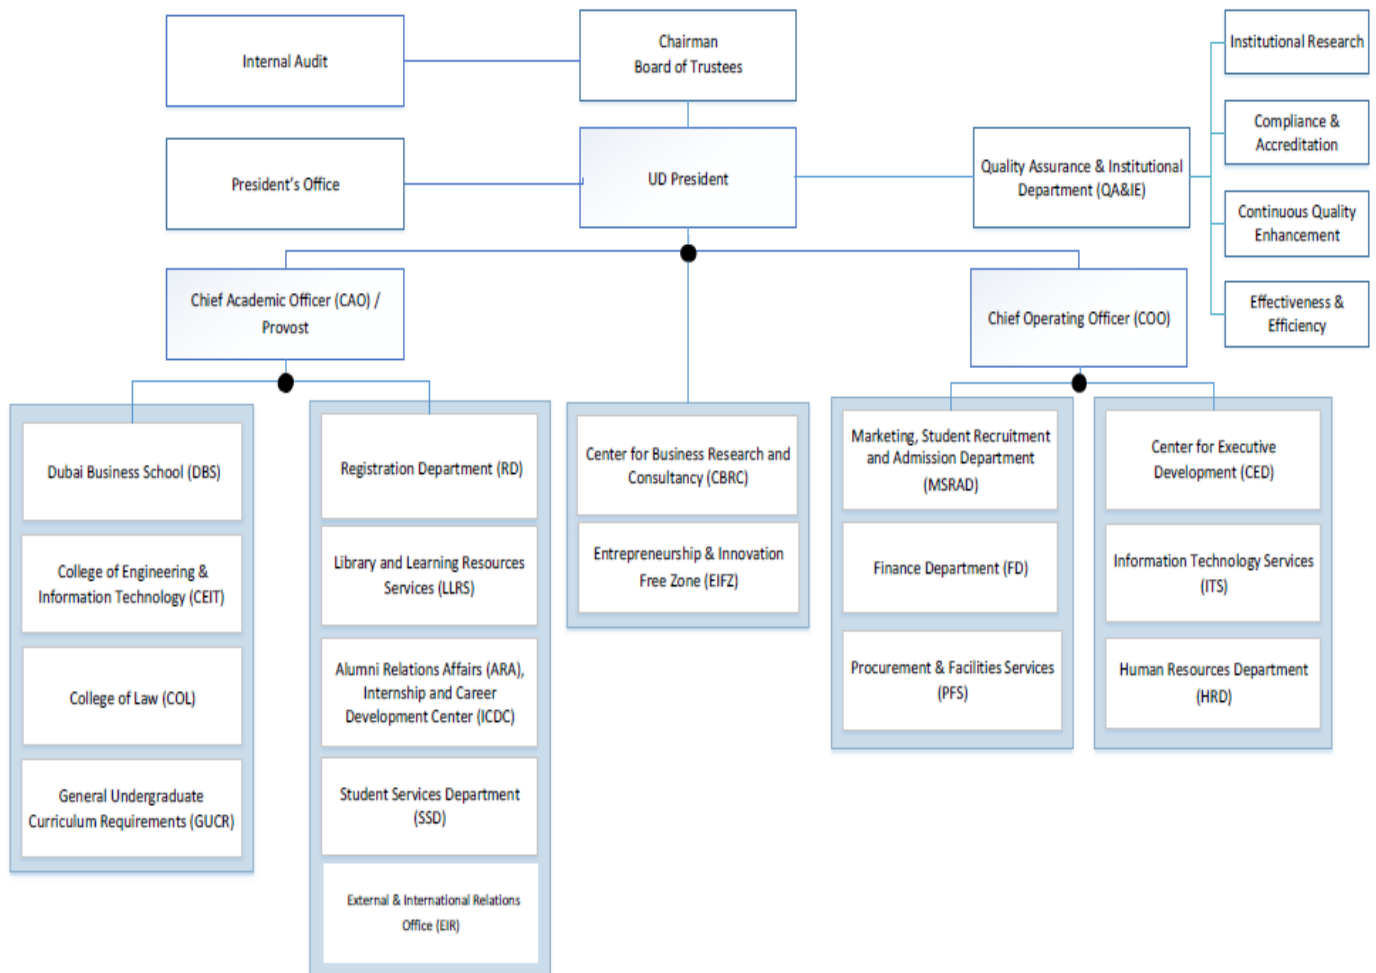 Internal Audit
Chairman
Board of Trustees
Institutional Research
Compliance &
Accreditation
Continuous Quality
Enhancement
Effectiveness &
Efficiency
President's Office
UD President
Quality Assurance & Institutional
Department (QA&IE)
Chief Academic Officer (CAO) /
Provost
Chief Operating Officer (COO)
Dubai Business School (DBS)
College of Engineering &
Information Technology (CEIT)
College of Law (COL)
General Undergraduate
Curriculum Requirements (GUCR)
Registration Department (RD)
Library and Learning Resources
Services (LLRS)
Alumni Relations Affairs (ARA),
Internship and Career
Development Center (ICDC)
Student Services Department
(SSD)
External & International Relations
Office (EIR)
Center for Business Research and
Consultancy (CBRC)
Entrepreneurship & Innovation
Free Zone (EIFZ)
Marketing, Student Recruitment
and Admission Department
(MSRAD)
Finance Department (FD)
Procurement & Facilities Services
(PFS)
Center for Executive
Development (CED)
Information Technology Services
(ITS)
Human Resources Department
(HRD)